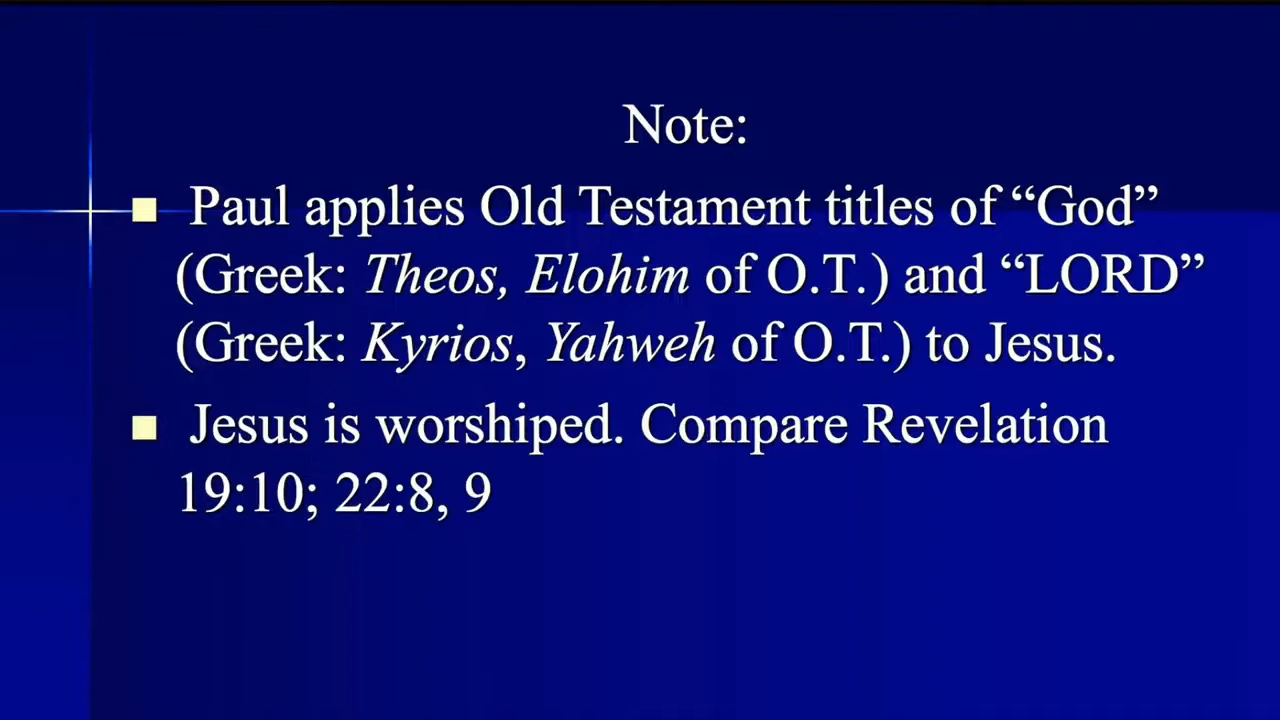 Note:
Paul applies Old Testament titles of “God”
(Greek: Theos, Elohim of O.T.) and “LORD”
(Greek: Kyrios, Yahweh of O.T.) to Jesus.
Jesus is worshiped. Compare Revelation
19:10; 22:8, 9